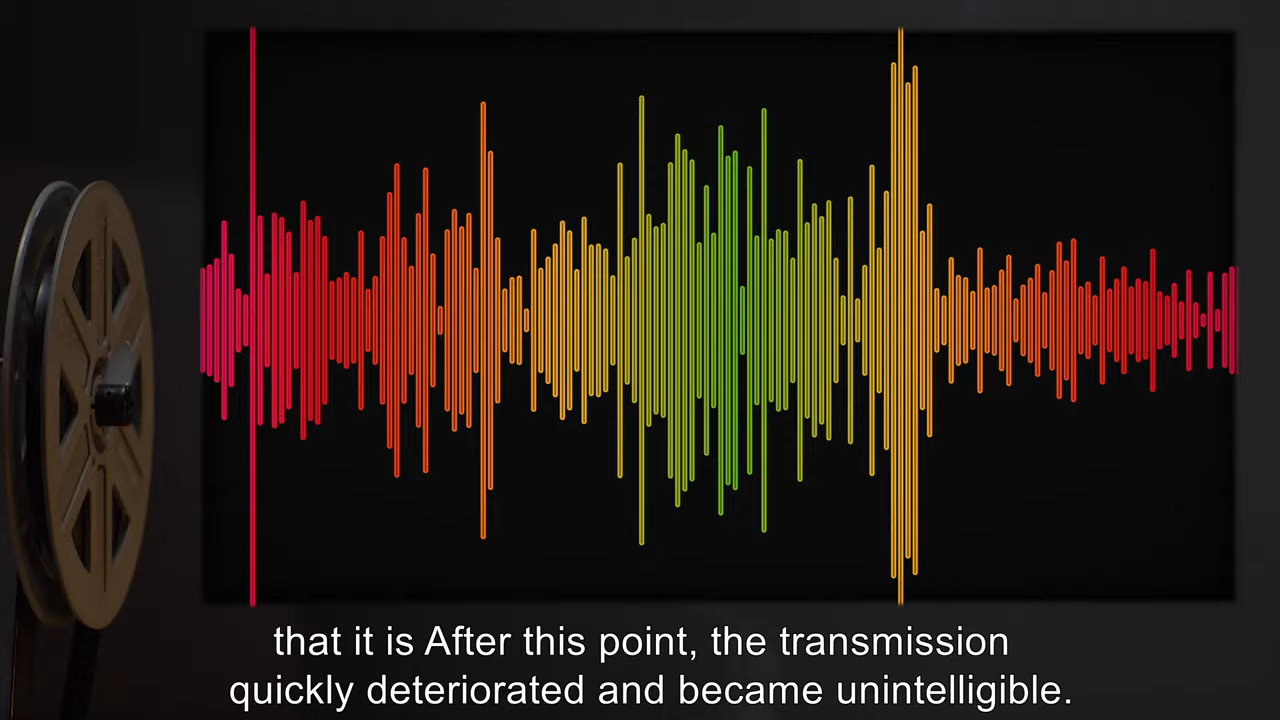 that it is After this point, the transmission
quickly deteriorated and became unintelligible.